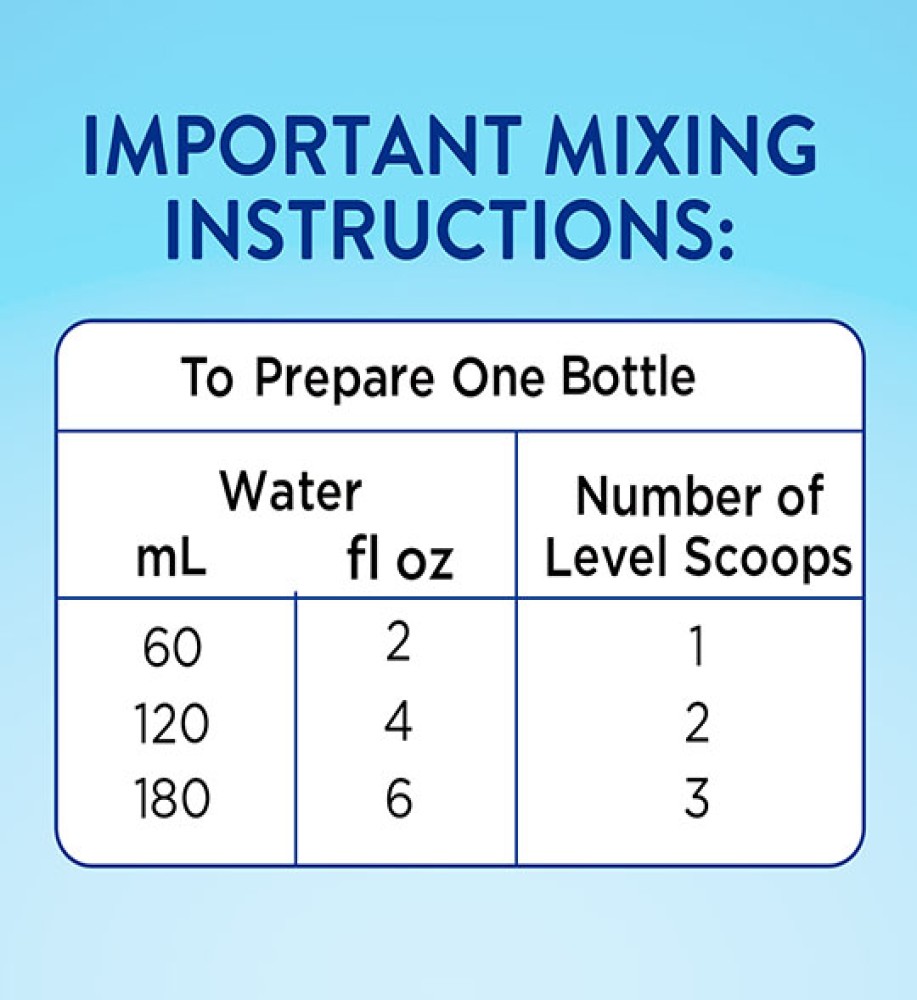 IMPORTANT MIXING
INSTRUCTIONS:
To Prepare One Bottle
Water
mL fl oz
Number of
Level Scoops
60 2 1
120 4 2
180 6 3